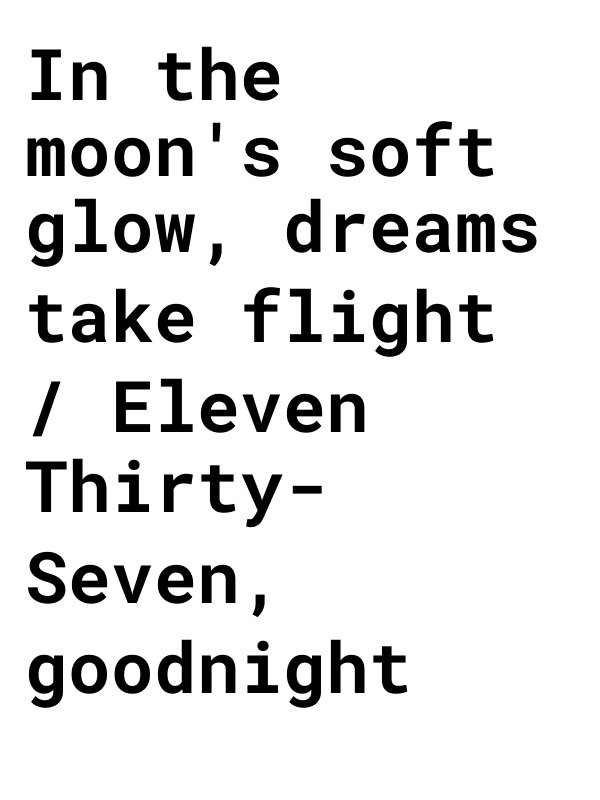 In the
moon's soft
glow, dreams
take flight
/ Eleven
Thirty-
Seven,
goodnight